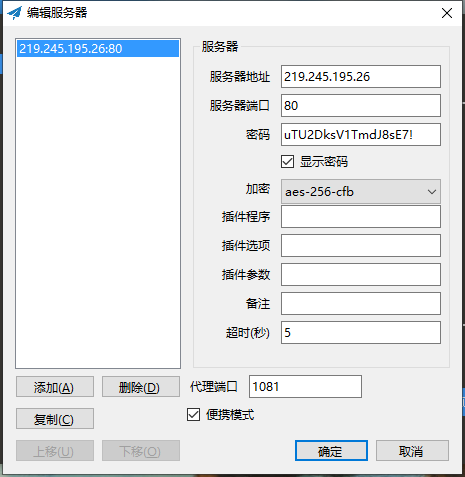 编辑服务器
219.245.195.26:80
服务器
服务器地址 219.245.195.26
服务器端口 80
密码 uTU2DksV1TmdJ8sE7!
显示密码
加密 aes-256-cfb
插件程序
插件选项
插件参数
备注
超时(秒) 5
添加(A) 删除(D) 代理端口 1081
复制(C) 便携模式
上移(U) 下移(O) 确定 取消